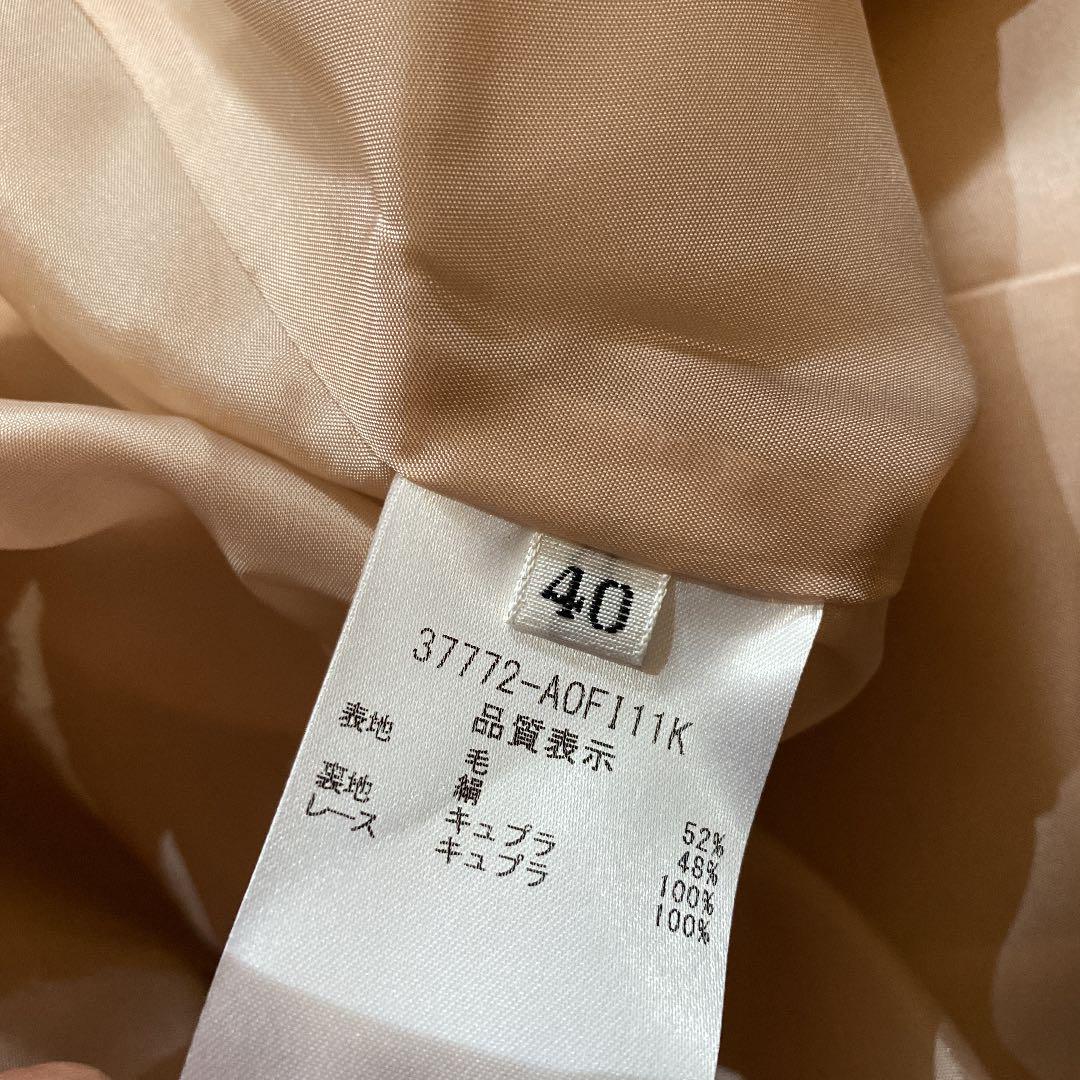 40
37772-A0FI11K
品質表示
表地 毛 52%
絹 48%
裏地 キュプラ 100%
レース キュプラ 100%